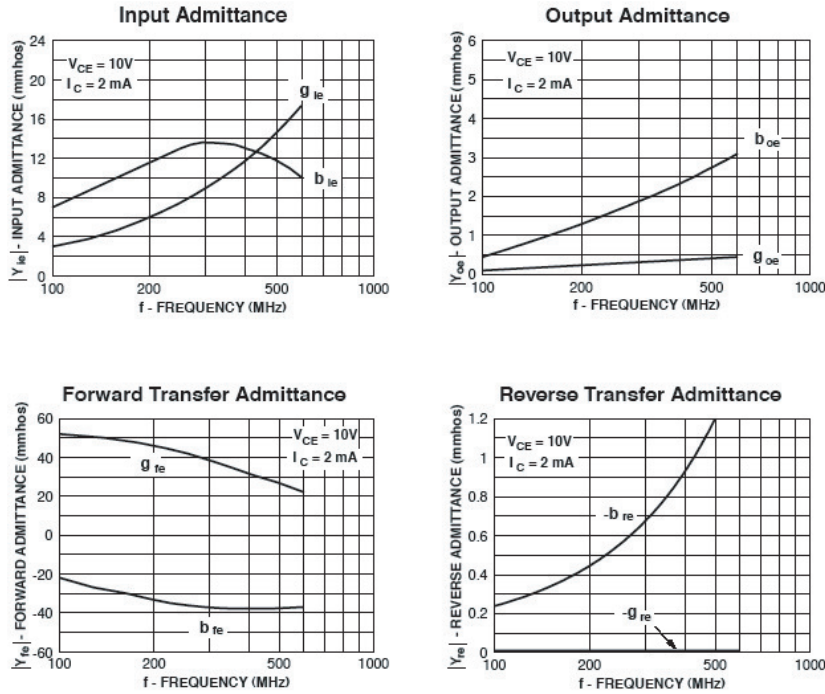 Input Admittance
|Y ie| - INPUT ADMITTANCE (mmhos)
24
20
16
12
8
4
0
V CE = 10V
I C = 2 mA
g ie
b ie
100
200
500
1000
f - FREQUENCY (MHz)
Output Admittance
|Y oe| - OUTPUT ADMITTANCE (mmhos)
6
5
4
3
2
1
0
V CE = 10V
I C = 2 mA
b oe
g oe
100
200
500
1000
f - FREQUENCY (MHz)
Forward Transfer Admittance
|Y fe| - FORWARD ADMITTANCE (mmhos)
60
40
20
0
-20
-40
-60
V CE = 10V
I C = 2 mA
g fe
b fe
100
200
500
1000
f - FREQUENCY (MHz)
Reverse Transfer Admittance
|Y re| - REVERSE ADMITTANCE (mmhos)
1.2
1
0.8
0.6
0.4
0.2
0
V CE = 10V
I C = 2 mA
-b re
-g re
100
200
500
1000
f - FREQUENCY (MHz)